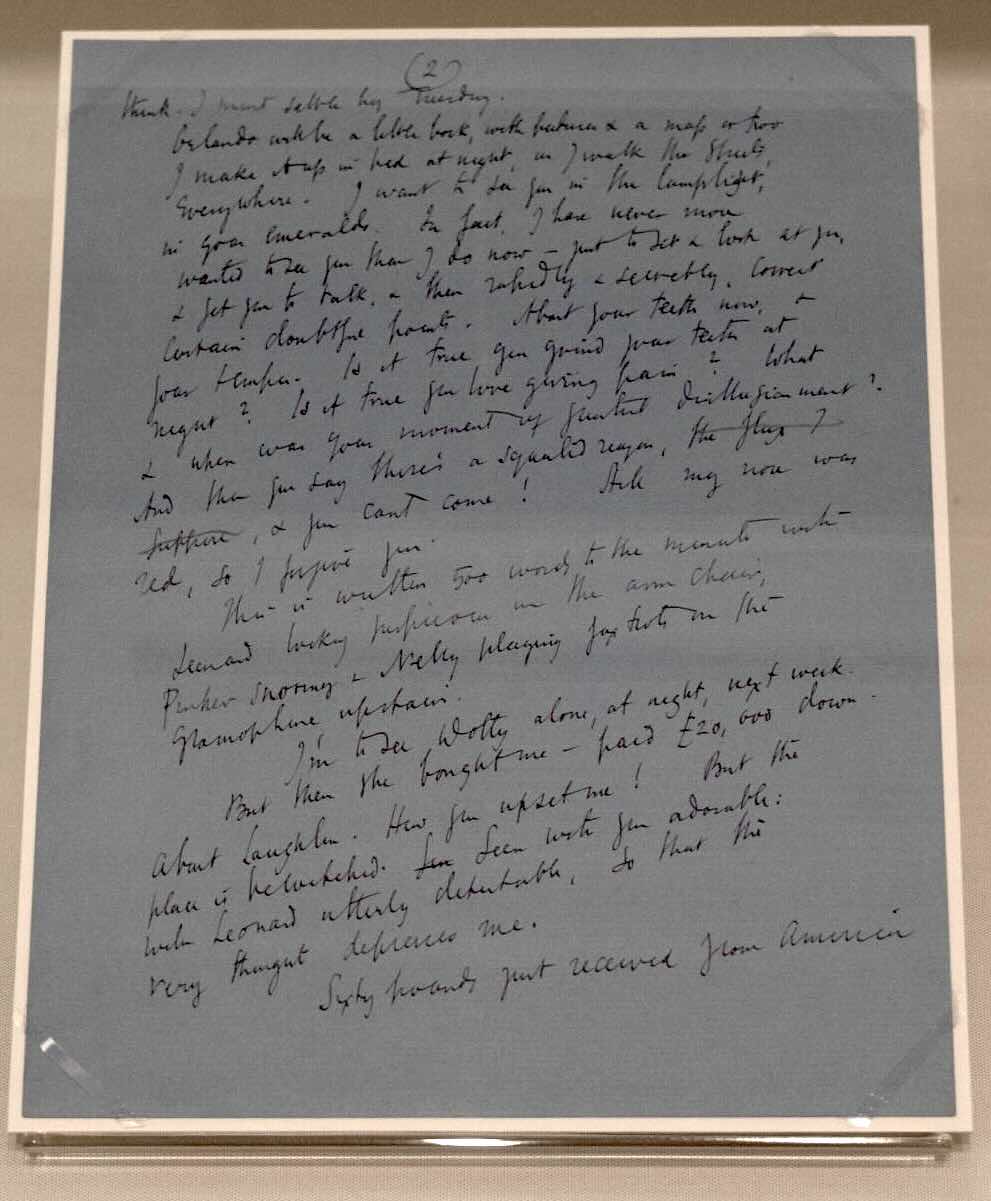 (2)
think. I must settle by Tuesday.
Orlando will be a little book, with pictures & a map or two
I make it up in bed at night, as I walk the Streets,
Everywhere. I want to see you in the lamplight,
in your emeralds. In fact, I have never more
wanted to see you than I do now – just to sit & look at you,
& get you to talk, & then rapidly & secretly, correct
certain doubtful points. About your teeth now, &
your temper. Is it true you grind your teeth at
night? Is it true you love giving pain? What
& when was your moment of greatest disillusionment?
And then you say there's a squalid reason, the flux I
suppose, & you can't come! Ask my nose was
red, so I forgive you.
This is written 500 words to the minute with
Leonard looking suspicion in the arm chair,
Pinker snoring & Nelly playing fox trots on the
Gramophone, upstairs.
I'm to see Dotty alone, at night, next week.
But then she bought me – paid £20,000 down.
About Laughton. How you upset me! But the
place is bewitched. Seen with you adorable:
with Leonard utterly detestable, so that the
very thought depresses me.
Sixty pounds just received from America